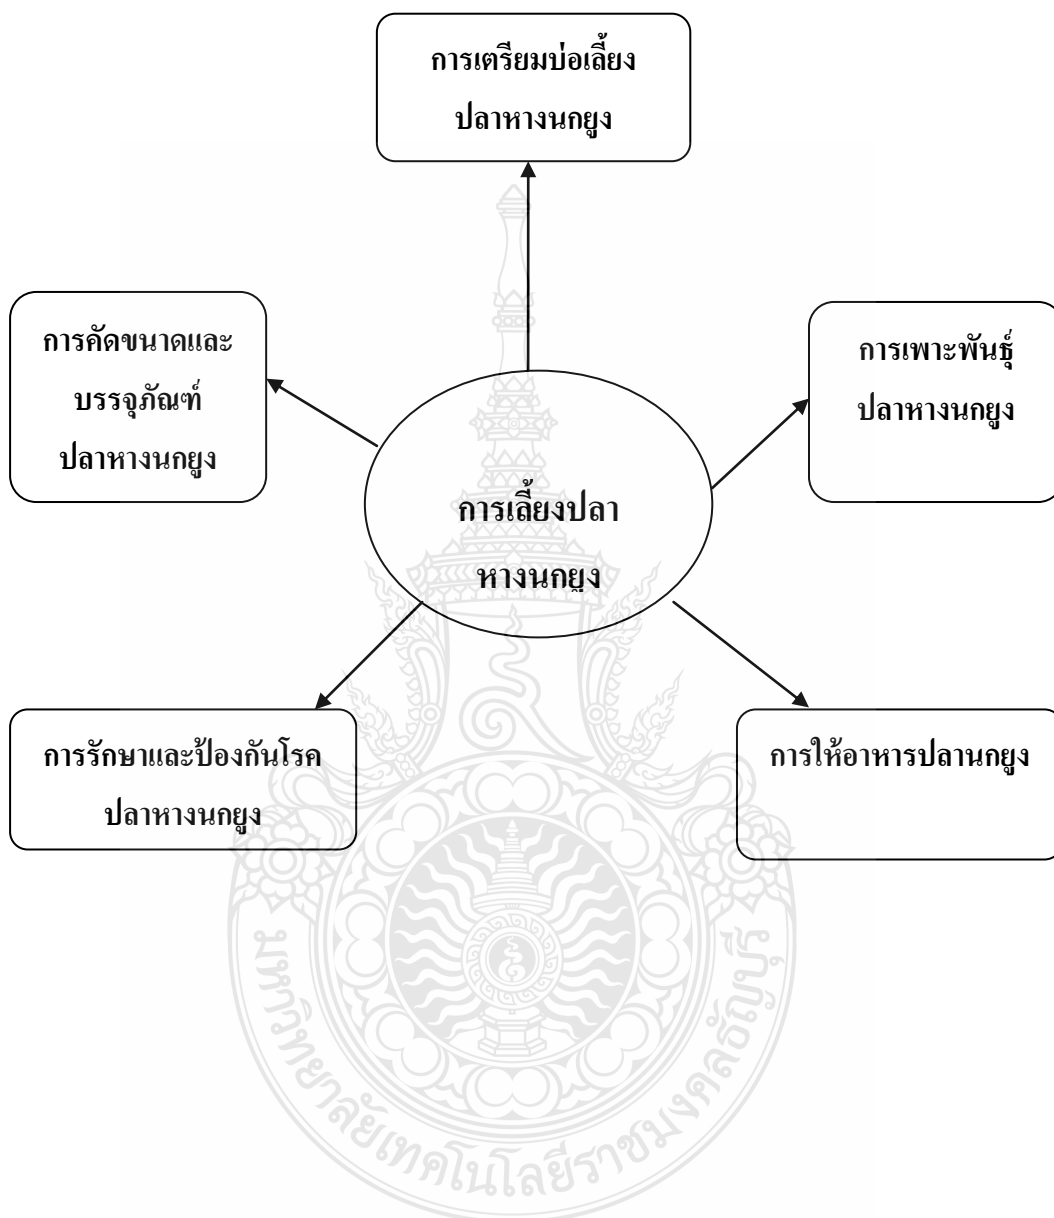 การเตรียมบ่อเลี้ยง
ปลาหางนกยูง
การคัดขนาดและ
บรรจุภัณฑ์
ปลาหางนกยูง
การเพาะพันธุ์
ปลาหางนกยูง
การเลี้ยงปลา
หางนกยูง
การรักษาและป้องกันโรค
ปลาหางนกยูง
การให้อาหารปลานกยูง
มหาวิทยาลัยเทคโนโลยีราชมงคลธัญบุรี